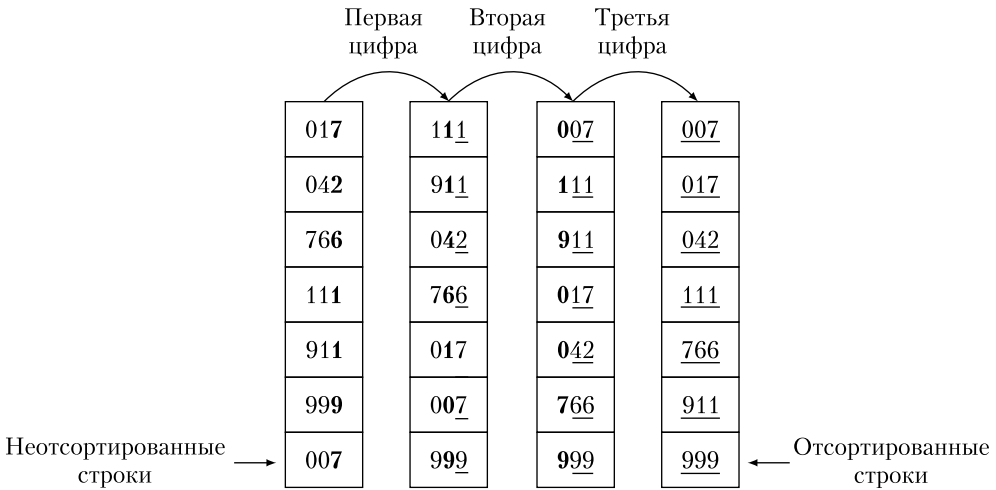 Первая
цифра
Вторая
цифра
Третья
цифра
017 111 007 007
042 911 111 017
766 042 911 042
111 766 017 111
911 017 042 766
999 007 766 911
007 999 999 999
Неотсортированные
строки
Отсортированные
строки